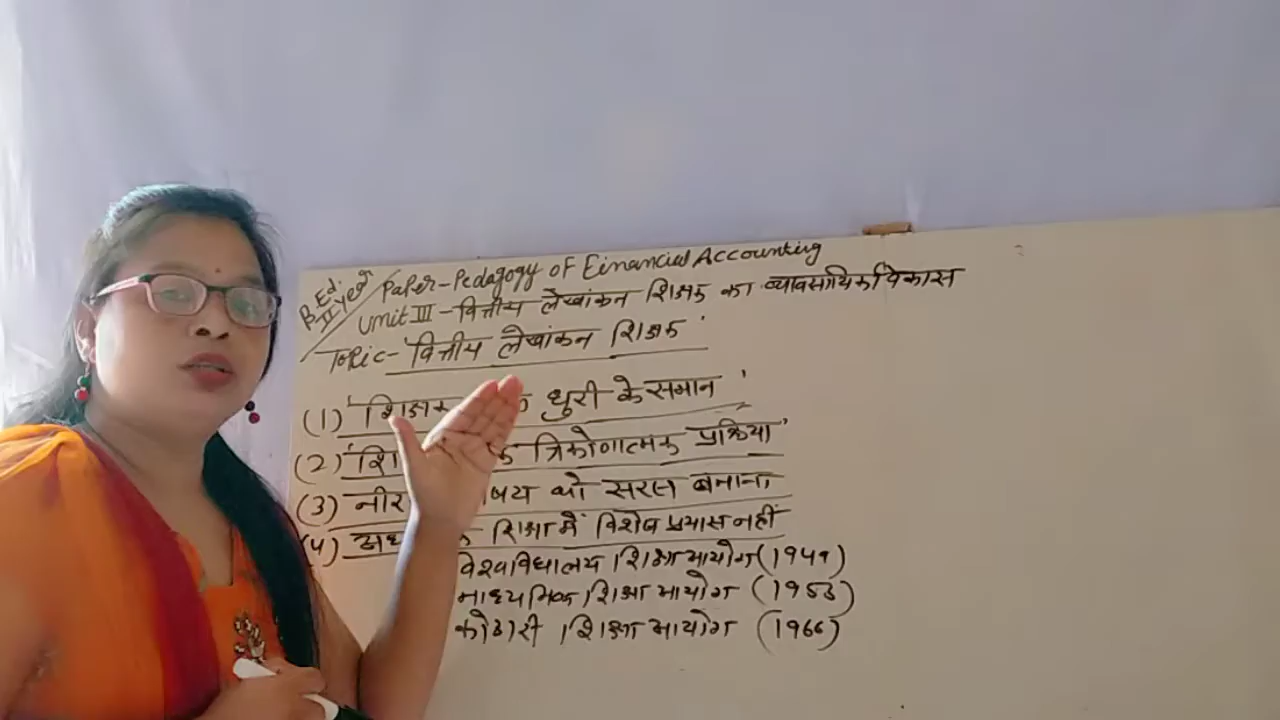 B.Ed. II Year
Paper-Pedagogy of Financial Accounting
Unit III - वित्तीय लेखांकन शिक्षक का व्यावसायिक विकास
Topic- 'वित्तीय लेखांकन शिक्षक'
(1) 'शिक्षक धुरी के समान'
(2) त्रिकोणात्मक प्रक्रिया'
(3) को सरल बनाना
(4) शिक्षा में विशेष प्रयास नहीं
विश्वविद्यालय शिक्षा आयोग (1949)
माध्यमिक शिक्षा आयोग (1953)
कोठारी शिक्षा आयोग (1966)